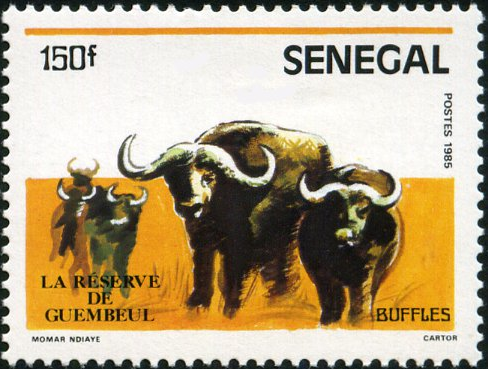 150f
SENEGAL
POSTES 1985
LA RÉSERVE
DE
GUEMBEUL
BUFFLES
MOMAR NDIAYE
CARTOR